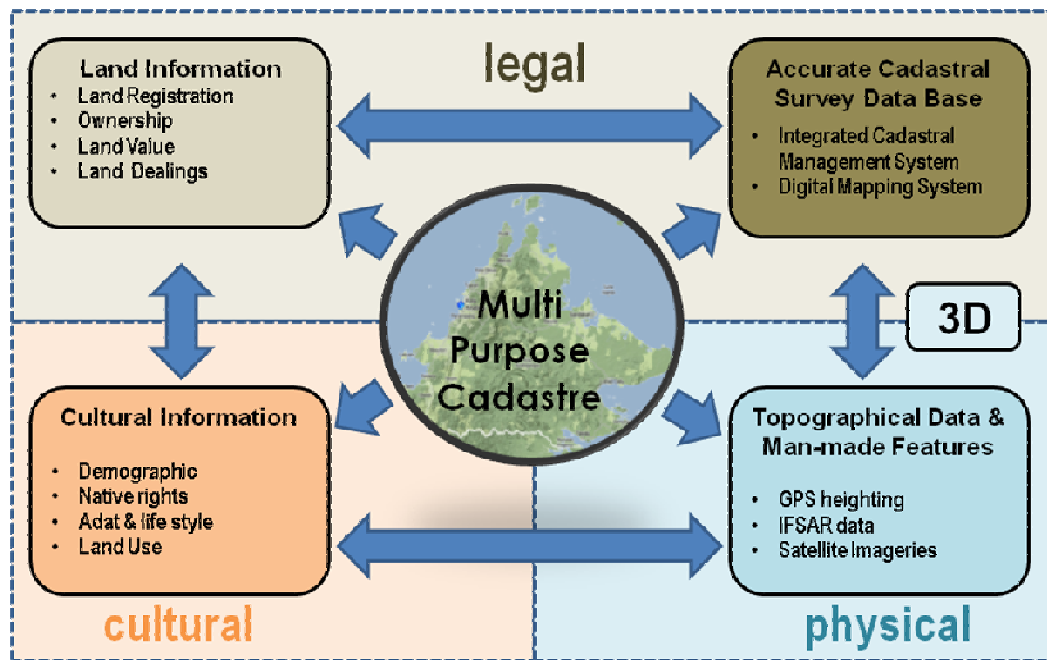 legal
Land Information
• Land Registration
• Ownership
• Land Value
• Land Dealings
Accurate Cadastral
Survey Data Base
• Integrated Cadastral
Management System
• Digital Mapping System
Multi
Purpose
Cadastre
3D
Cultural Information
• Demographic
• Native rights
• Adat & life style
• Land Use
Topographical Data &
Man-made Features
• GPS heighting
• IFSAR data
• Satellite Imageries
cultural
physical